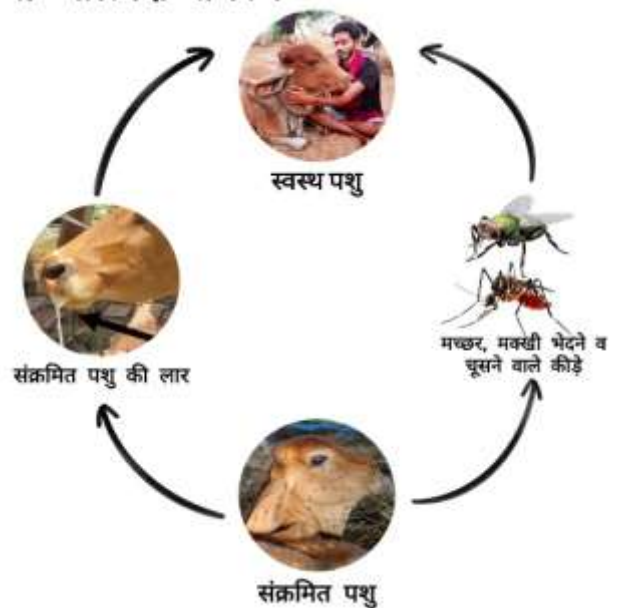 स्वस्थ पशु
संक्रमित पशु की लार
मच्छर, मक्खी भेदने व
चूसने वाले कीड़े
संक्रमित पशु